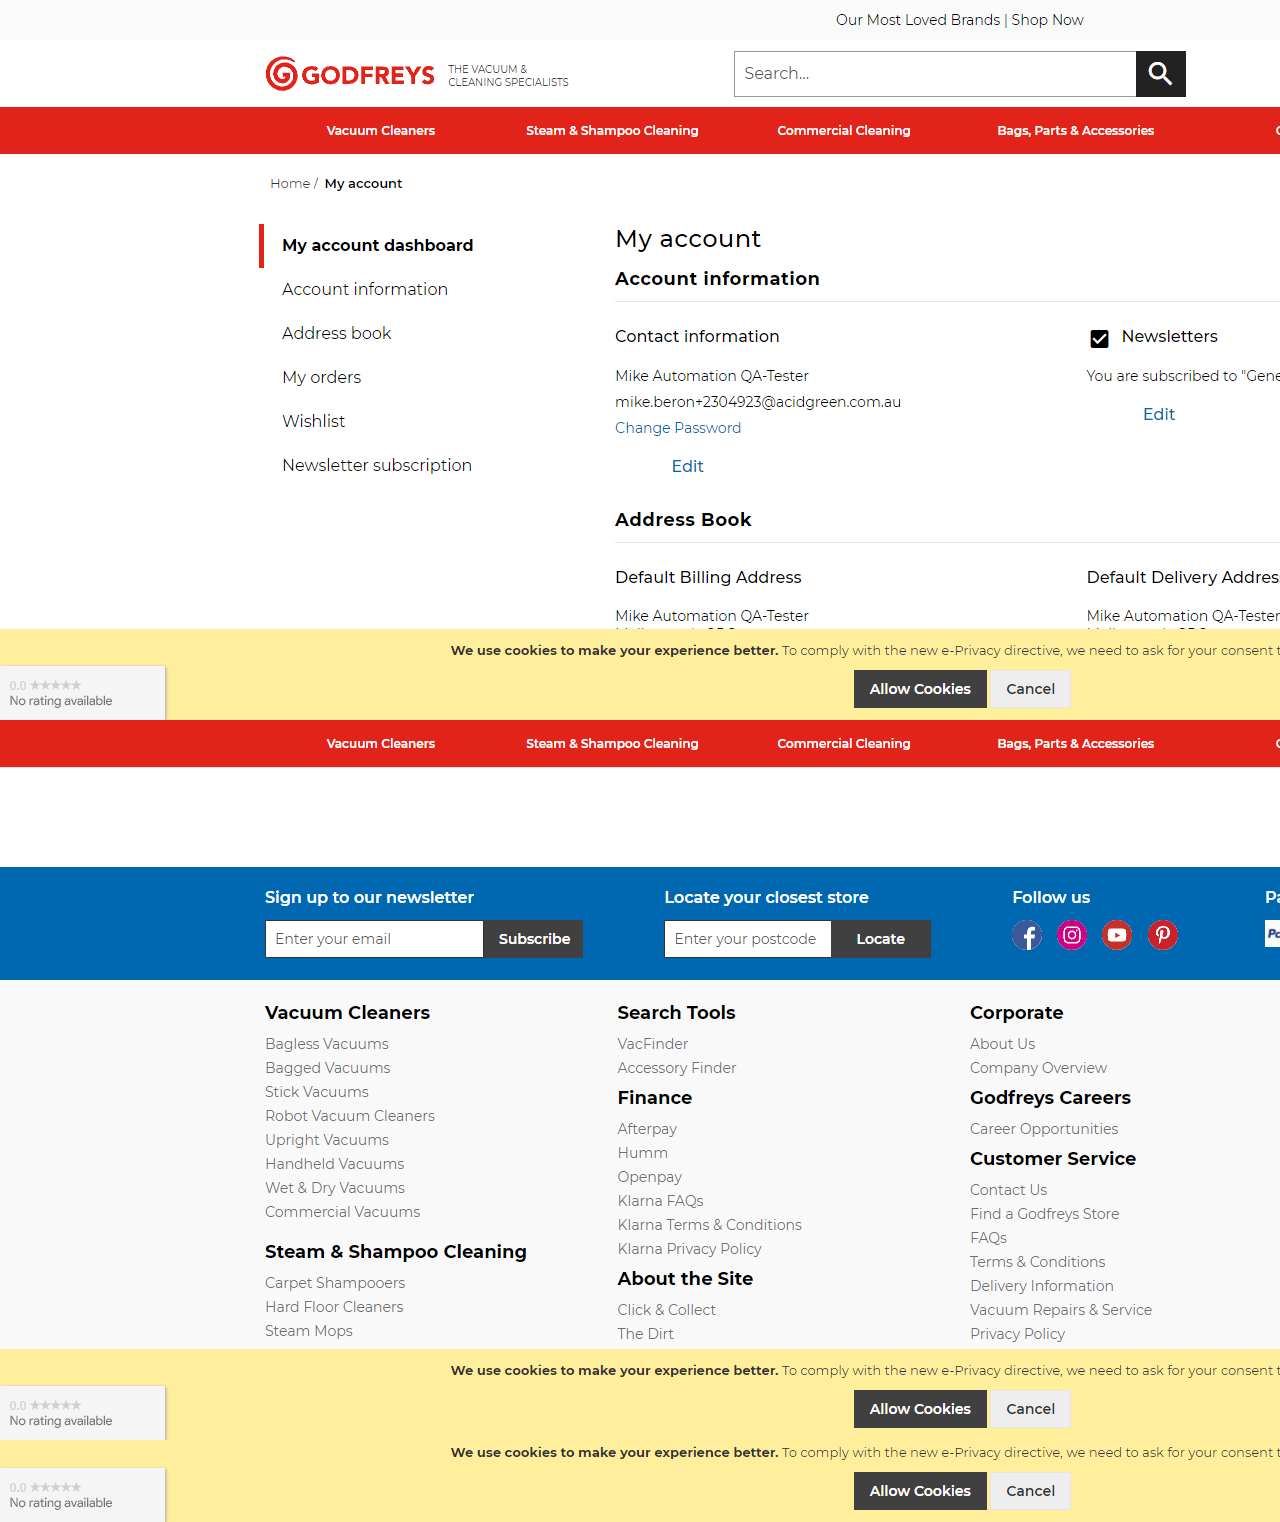 Our Most Loved Brands | Shop Now
GODFREYS
THE VACUUM &
CLEANING SPECIALISTS
Search...
Vacuum Cleaners
Steam & Shampoo Cleaning
Commercial Cleaning
Bags, Parts & Accessories
Home / My account
My account dashboard
Account information
Address book
My orders
Wishlist
Newsletter subscription
My account
Account information
Contact information
Mike Automation QA-Tester
mike.beron+2304923@acidgreen.com.au
Change Password
Edit
Newsletters
You are subscribed to "Gene
Edit
Address Book
Default Billing Address
Mike Automation QA-Tester
Default Delivery Addres
Mike Automation QA-Tester
We use cookies to make your experience better. To comply with the new e-Privacy directive, we need to ask for your consent t
Allow Cookies
Cancel
0.0 ★★★★★
No rating available
Vacuum Cleaners
Steam & Shampoo Cleaning
Commercial Cleaning
Bags, Parts & Accessories
Sign up to our newsletter
Enter your email
Subscribe
Locate your closest store
Enter your postcode
Locate
Follow us
Pa
Vacuum Cleaners
Bagless Vacuums
Bagged Vacuums
Stick Vacuums
Robot Vacuum Cleaners
Upright Vacuums
Handheld Vacuums
Wet & Dry Vacuums
Commercial Vacuums
Steam & Shampoo Cleaning
Carpet Shampooers
Hard Floor Cleaners
Steam Mops
Search Tools
VacFinder
Accessory Finder
Finance
Afterpay
Humm
Openpay
Klarna FAQs
Klarna Terms & Conditions
Klarna Privacy Policy
About the Site
Click & Collect
The Dirt
Corporate
About Us
Company Overview
Godfreys Careers
Career Opportunities
Customer Service
Contact Us
Find a Godfreys Store
FAQs
Terms & Conditions
Delivery Information
Vacuum Repairs & Service
Privacy Policy
We use cookies to make your experience better. To comply with the new e-Privacy directive, we need to ask for your consent t
Allow Cookies
Cancel
0.0 ★★★★★
No rating available
We use cookies to make your experience better. To comply with the new e-Privacy directive, we need to ask for your consent t
Allow Cookies
Cancel
0.0 ★★★★★
No rating available